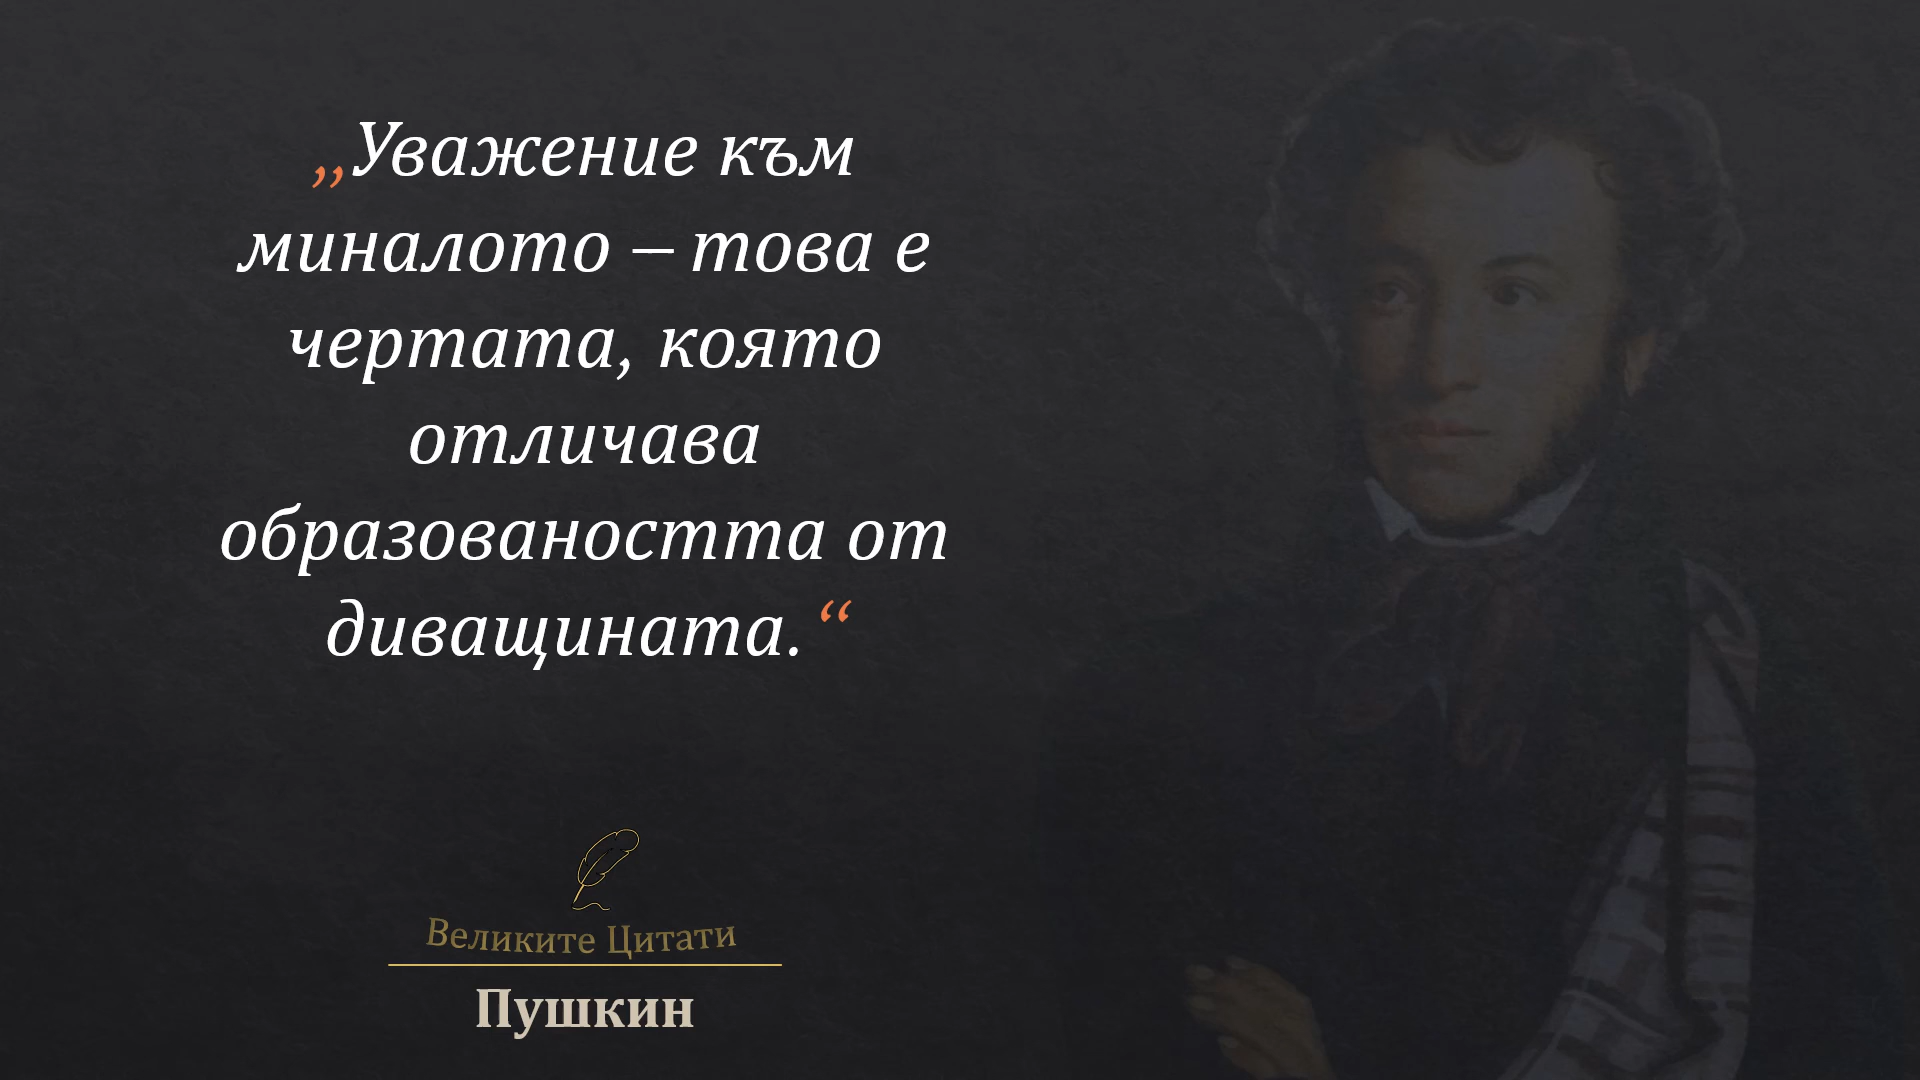 „Уважение към
миналото – това е
чертата, която
отличава
образоваността от
диващината.“
Великите Цитати
Пушкин